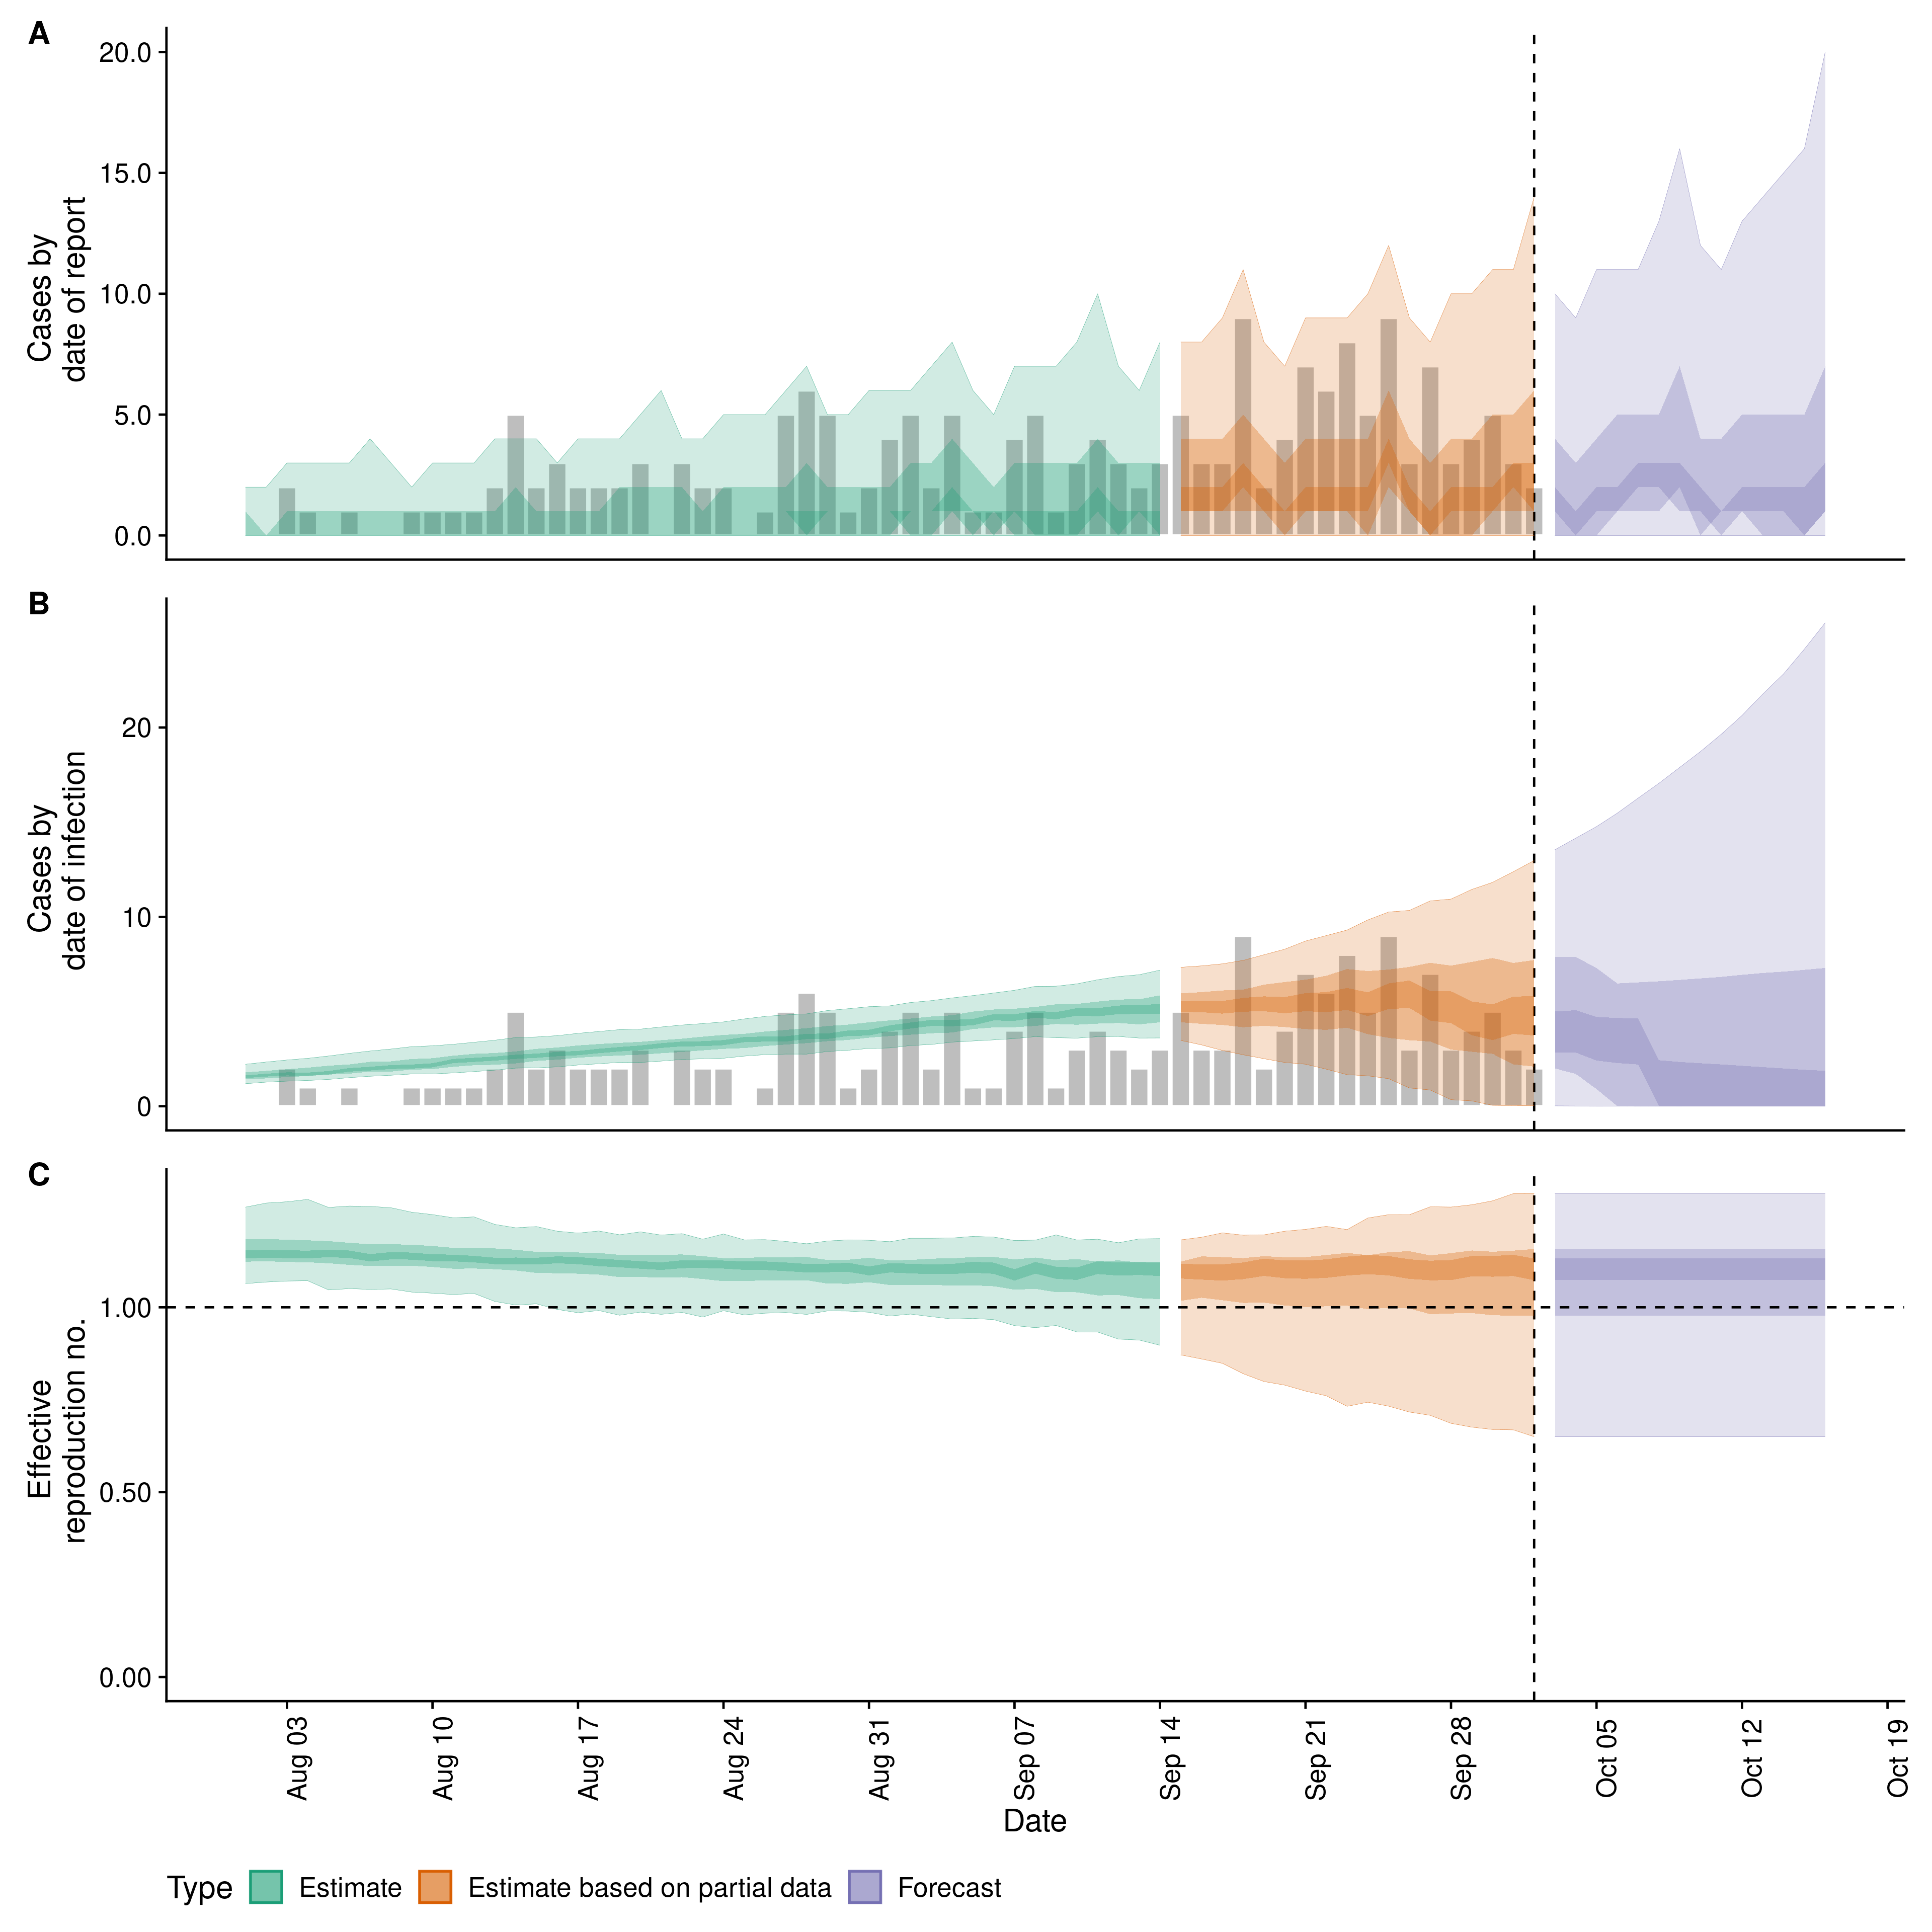 A
20.0
15.0
10.0
5.0
0.0
Cases by
date of report
B
20
10
0
Cases by
date of infection
C
1.00
0.50
0.00
Effective
reproduction no.
Aug 03
Aug 10
Aug 17
Aug 24
Aug 31
Sep 07
Sep 14
Sep 21
Sep 28
Oct 05
Oct 12
Oct 19
Date
Type Estimate Estimate based on partial data Forecast